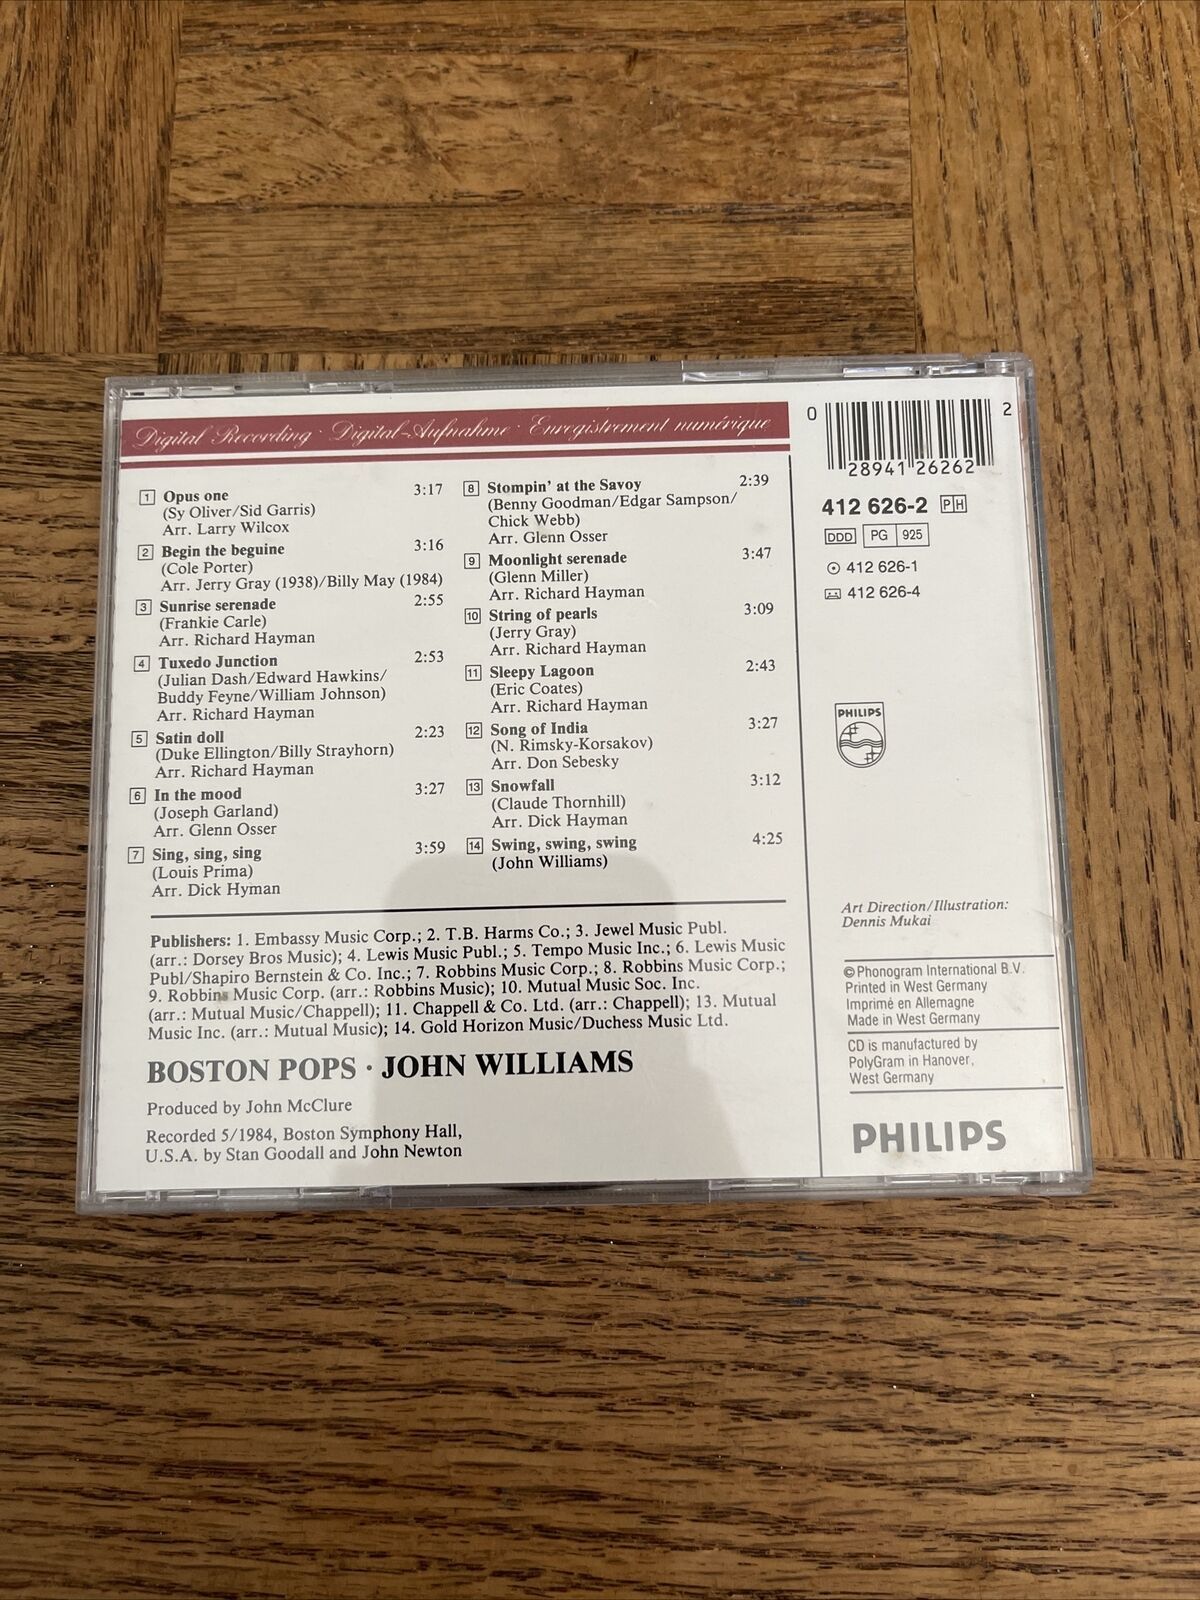 Digital Recording · Digital-Aufnahme · Enregistrement numérique
1 Opus one 3:17
(Sy Oliver/Sid Garris)
Arr. Larry Wilcox
2 Begin the beguine 3:16
(Cole Porter)
Arr. Jerry Gray (1938)/Billy May (1984)
3 Sunrise serenade 2:55
(Frankie Carle)
Arr. Richard Hayman
4 Tuxedo Junction 2:53
(Julian Dash/Edward Hawkins/
Buddy Feyne/William Johnson)
Arr. Richard Hayman
5 Satin doll 2:23
(Duke Ellington/Billy Strayhorn)
Arr. Richard Hayman
6 In the mood 3:27
(Joseph Garland)
Arr. Glenn Osser
7 Sing, sing, sing 3:59
(Louis Prima)
Arr. Dick Hyman
8 Stompin' at the Savoy 2:39
(Benny Goodman/Edgar Sampson/
Chick Webb)
Arr. Glenn Osser
9 Moonlight serenade 3:47
(Glenn Miller)
Arr. Richard Hayman
10 String of pearls 3:09
(Jerry Gray)
Arr. Richard Hayman
11 Sleepy Lagoon 2:43
(Eric Coates)
Arr. Richard Hayman
12 Song of India 3:27
(N. Rimsky-Korsakov)
Arr. Don Sebesky
13 Snowfall 3:12
(Claude Thornhill)
Arr. Dick Hayman
14 Swing, swing, swing 4:25
(John Williams)
Publishers: 1. Embassy Music Corp.; 2. T.B. Harms Co.; 3. Jewel Music Publ.
(arr.: Dorsey Bros Music); 4. Lewis Music Publ.; 5. Tempo Music Inc.; 6. Lewis Music
Publ/Shapiro Bernstein & Co. Inc.; 7. Robbins Music Corp.; 8. Robbins Music Corp.;
9. Robbins Music Corp. (arr.: Robbins Music); 10. Mutual Music Soc. Inc.
(arr.: Mutual Music/Chappell); 11. Chappell & Co. Ltd. (arr.: Chappell); 13. Mutual
Music Inc. (arr.: Mutual Music); 14. Gold Horizon Music/Duchess Music Ltd.
BOSTON POPS · JOHN WILLIAMS
Produced by John McClure
Recorded 5/1984, Boston Symphony Hall,
U.S.A. by Stan Goodall and John Newton
0 28941 26262 2
412 626-2 PH
DDD PG 925
412 626-1
412 626-4
PHILIPS
Art Direction/Illustration:
Dennis Mukai
© Phonogram International B.V.
Printed in West Germany
Imprimé en Allemagne
Made in West Germany
CD is manufactured by
PolyGram in Hanover,
West Germany
PHILIPS